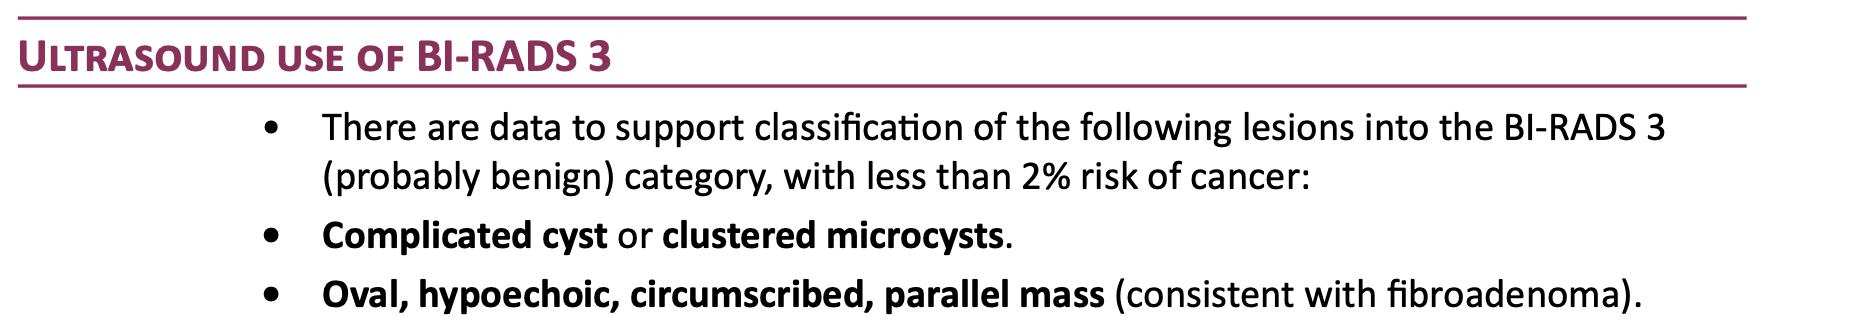 ULTRASOUND USE OF BI-RADS 3
• There are data to support classification of the following lesions into the BI-RADS 3
(probably benign) category, with less than 2% risk of cancer:
• Complicated cyst or clustered microcysts.
• Oval, hypoechoic, circumscribed, parallel mass (consistent with fibroadenoma).